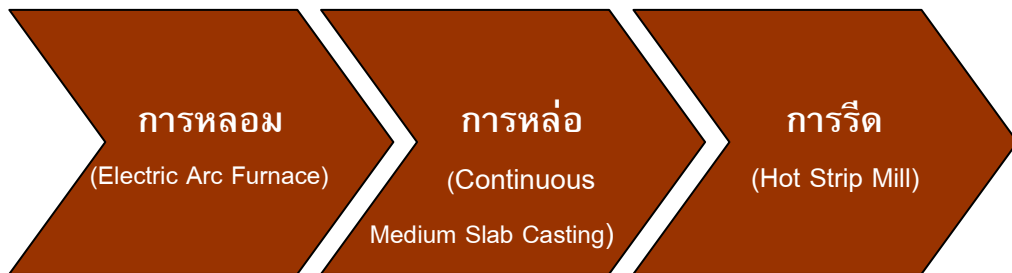 การหลอม
(Electric Arc Furnace)
การหล่อ
(Continuous
Medium Slab Casting)
การรีด
(Hot Strip Mill)